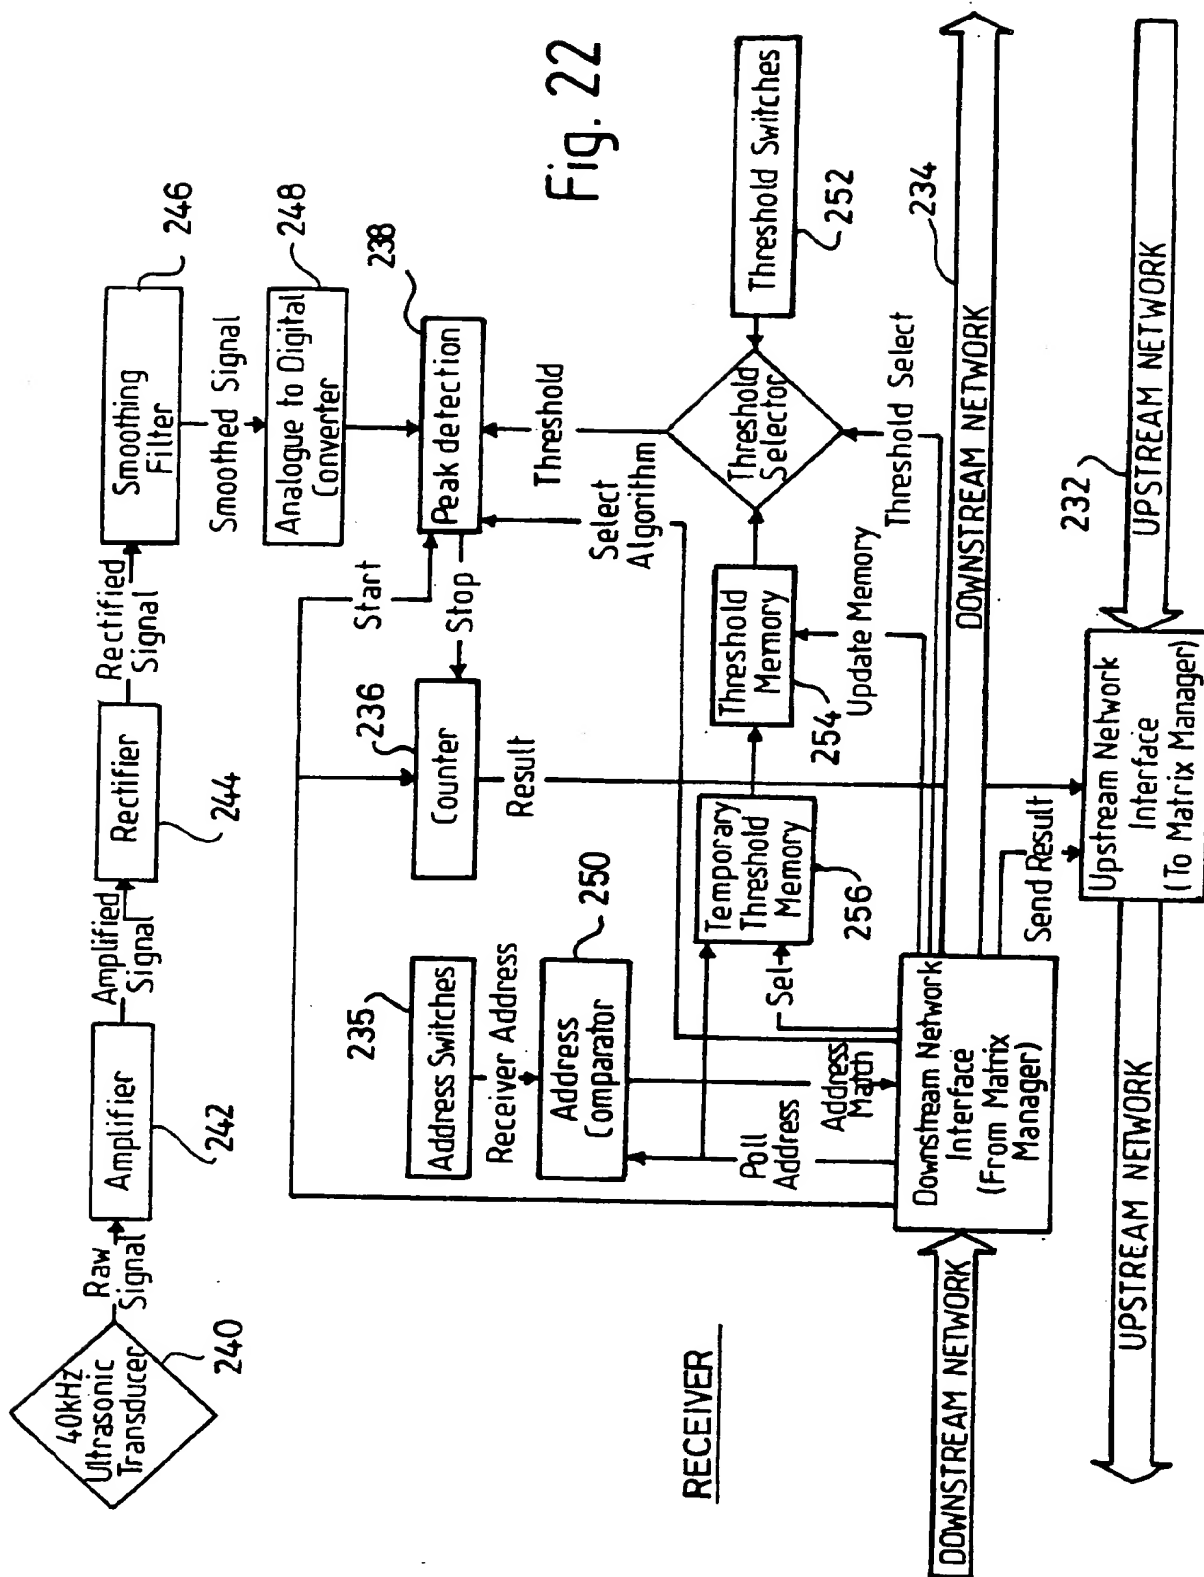 Fig. 22
RECEIVER
40kHz
Ultrasonic
Transducer
240
Raw
Signal
Amplifier
242
Amplified
Signal
Rectifier
244
Rectified
Signal
Smoothing
Filter
246
Smoothed Signal
Analogue to Digital
Converter
248
Peak detection
238
Start
Stop
Counter
236
Result
Threshold
Select
Algorithm
Address Switches
235
Receiver Address
Address
Comparator
250
Poll
Address
Address
Match
Sel
Temporary
Threshold
Memory
256
Threshold
Memory
254
Update Memory
Threshold
Selector
Threshold Switches
252
Threshold Select
Downstream Network
Interface
(From Matrix
Manager)
DOWNSTREAM NETWORK
DOWNSTREAM NETWORK
234
Send Result
Upstream Network
Interface
(To Matrix Manager)
UPSTREAM NETWORK
UPSTREAM NETWORK
232